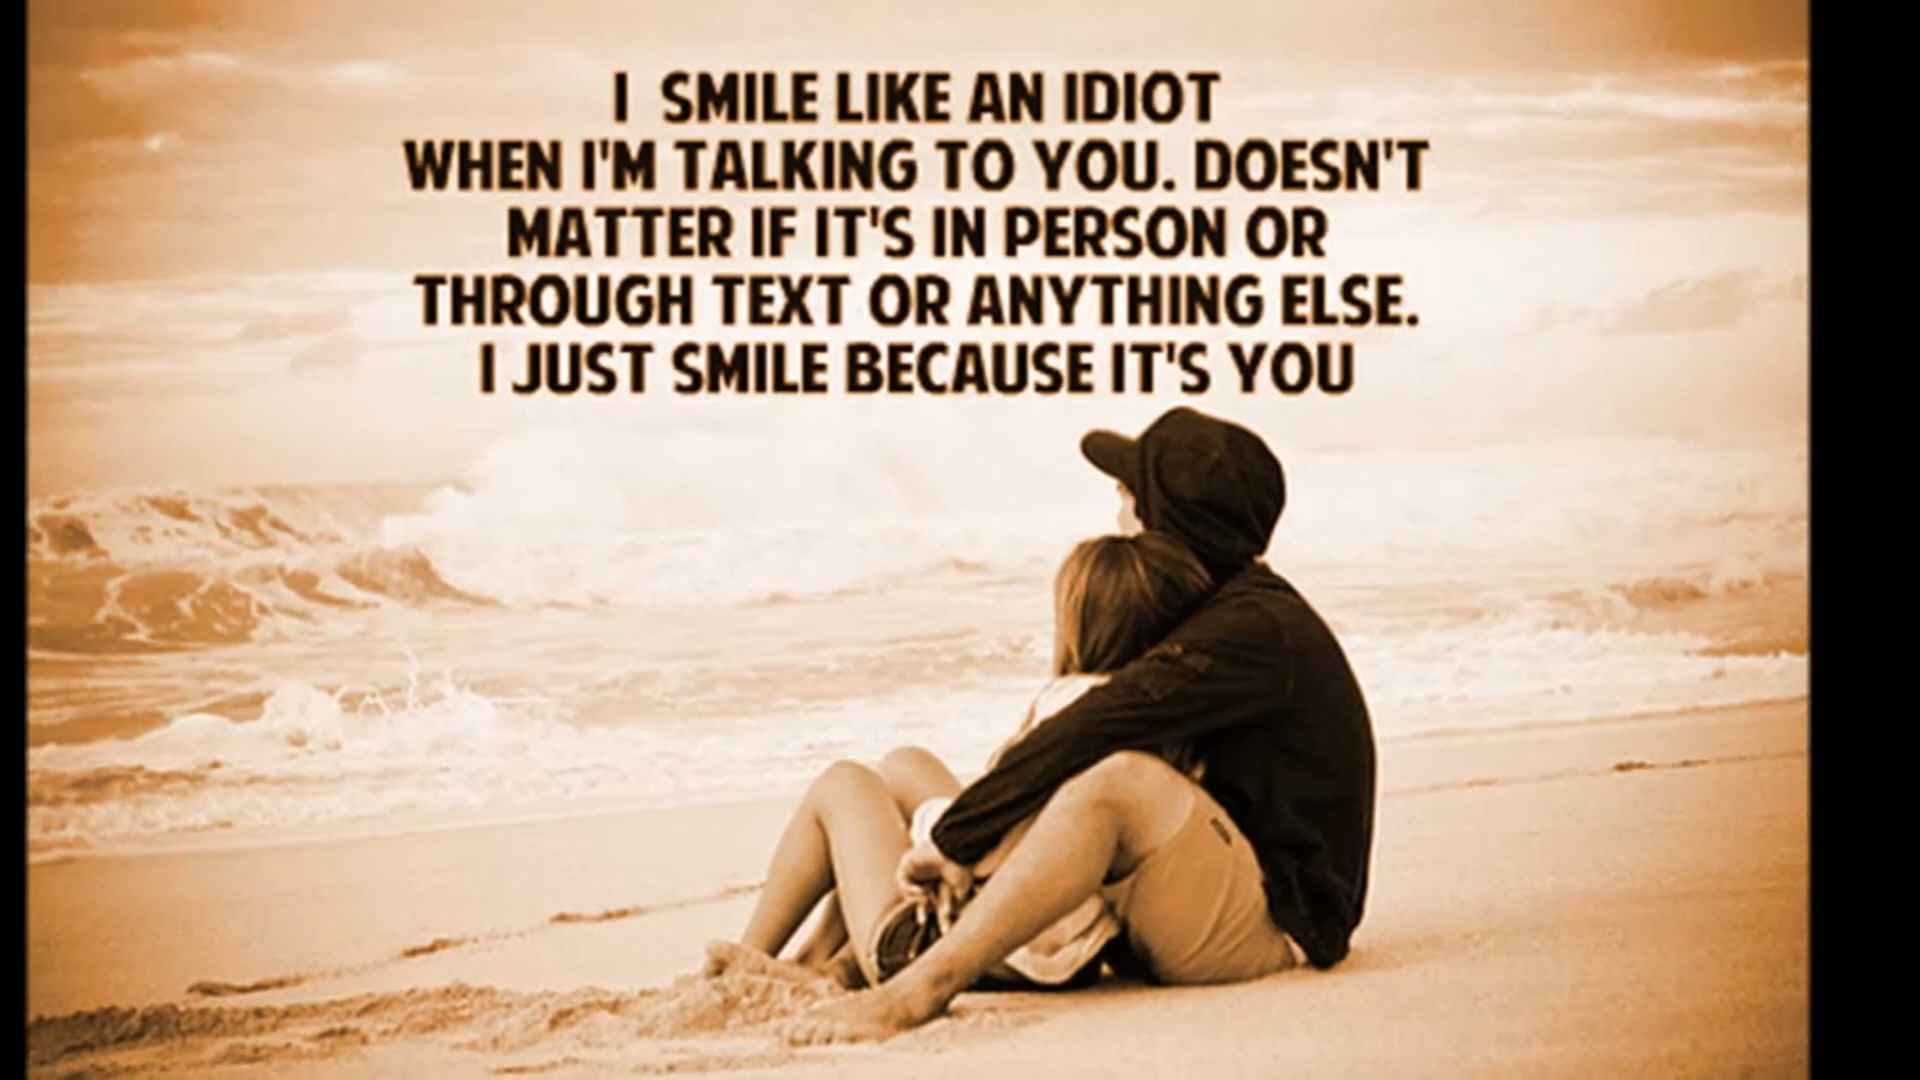 I SMILE LIKE AN IDIOT
WHEN I'M TALKING TO YOU. DOESN'T
MATTER IF IT'S IN PERSON OR
THROUGH TEXT OR ANYTHING ELSE.
I JUST SMILE BECAUSE IT'S YOU